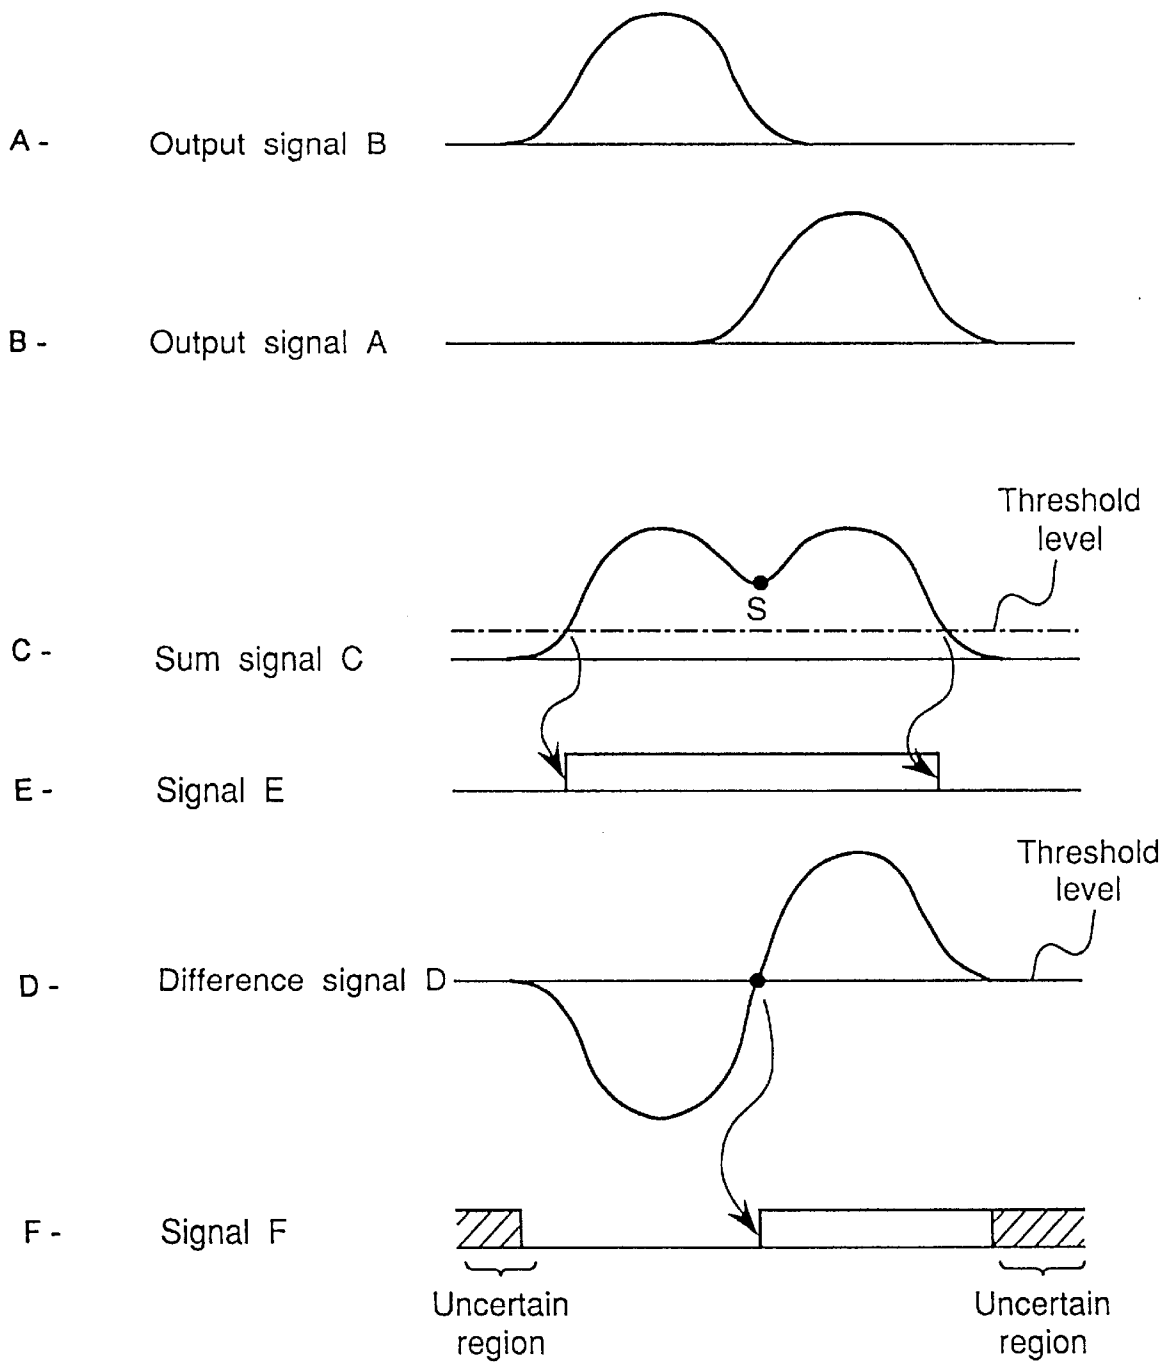 A - Output signal B
B - Output signal A
Threshold
level
S
C - Sum signal C
E - Signal E
Threshold
level
D - Difference signal D
F - Signal F
Uncertain
region
Uncertain
region